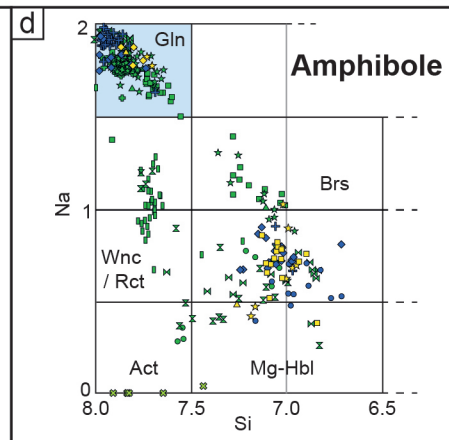 d
2
Gln
Amphibole
Na
1
Brs
Wnc
/ Rct
Act
Mg-Hbl
0
8.0
7.5
7.0
6.5
Si